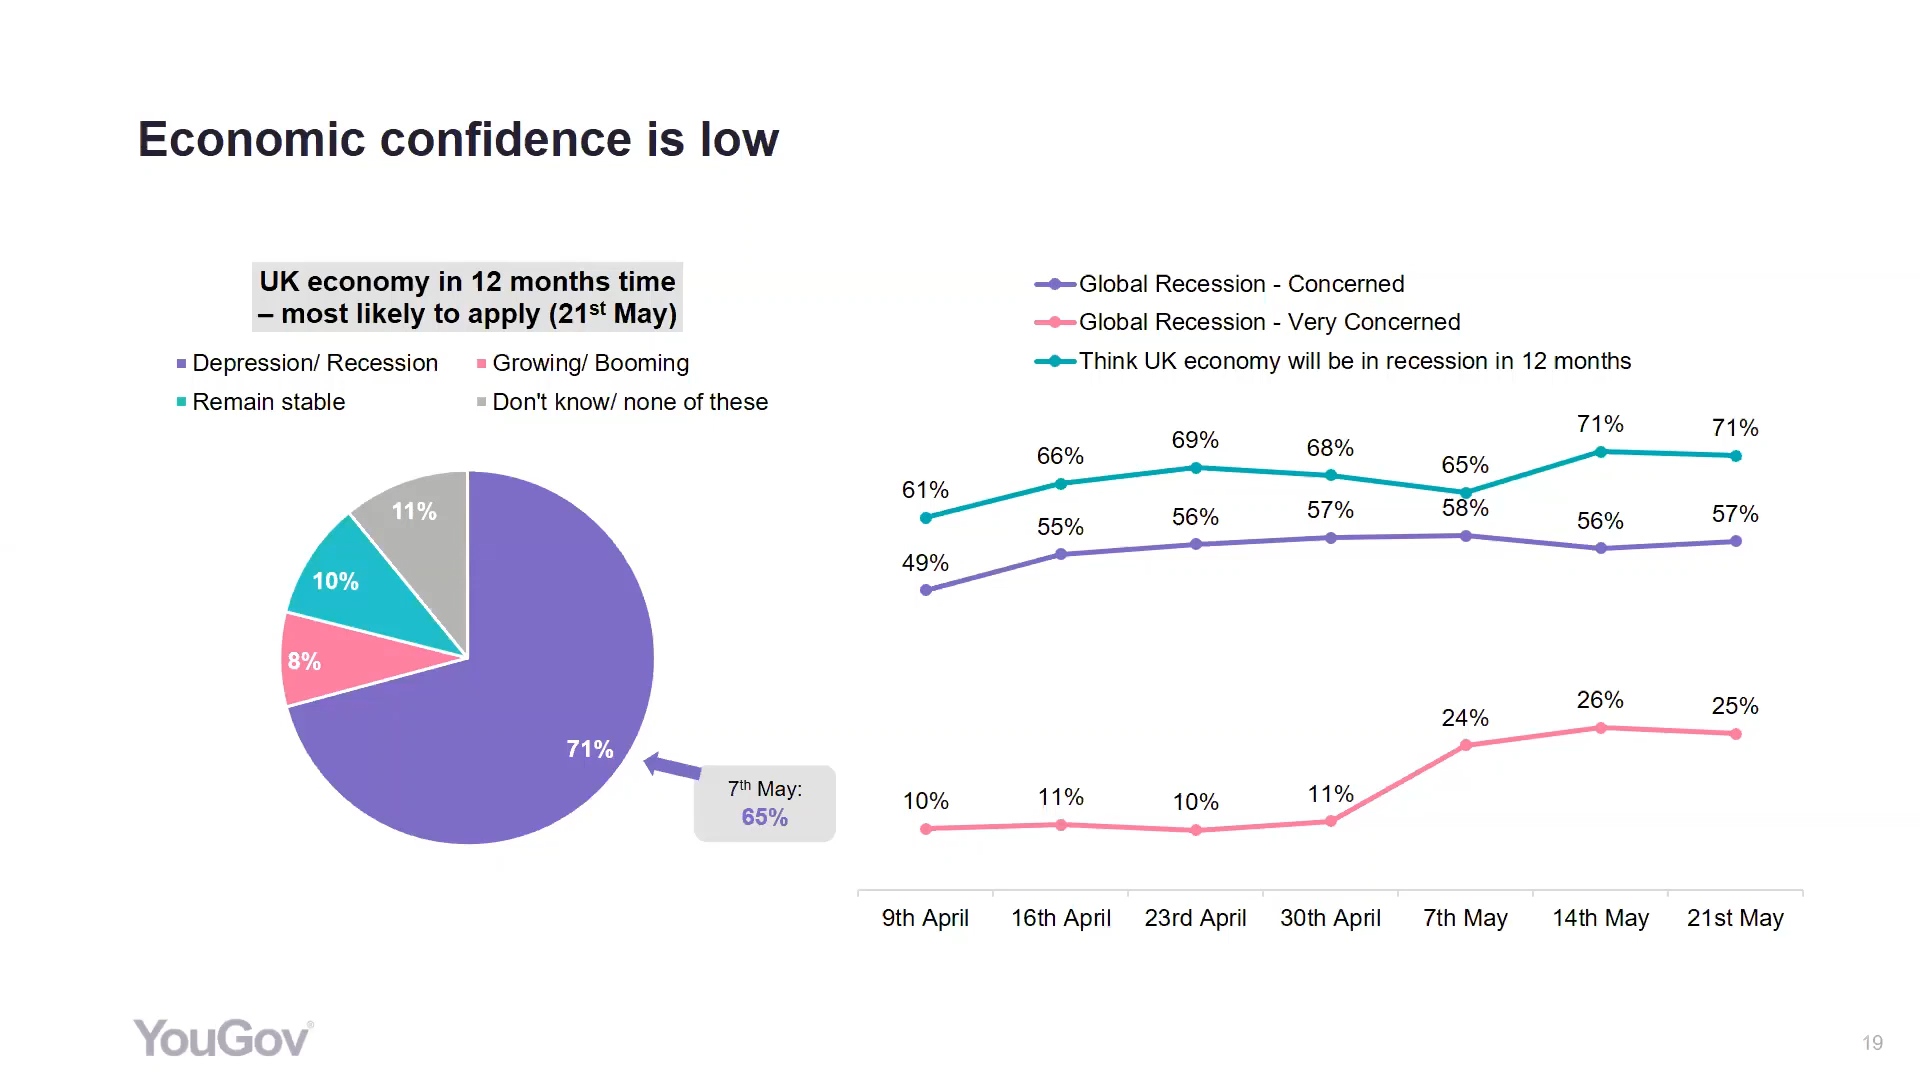 Economic confidence is low
UK economy in 12 months time
– most likely to apply (21st May)
Depression/ Recession
Growing/ Booming
Remain stable
Don't know/ none of these
11%
10%
8%
71%
7th May:
65%
Global Recession - Concerned
Global Recession - Very Concerned
Think UK economy will be in recession in 12 months
61%
66%
69%
68%
65%
71%
71%
49%
55%
56%
57%
58%
56%
57%
10%
11%
10%
11%
24%
26%
25%
9th April
16th April
23rd April
30th April
7th May
14th May
21st May
YouGov®
19